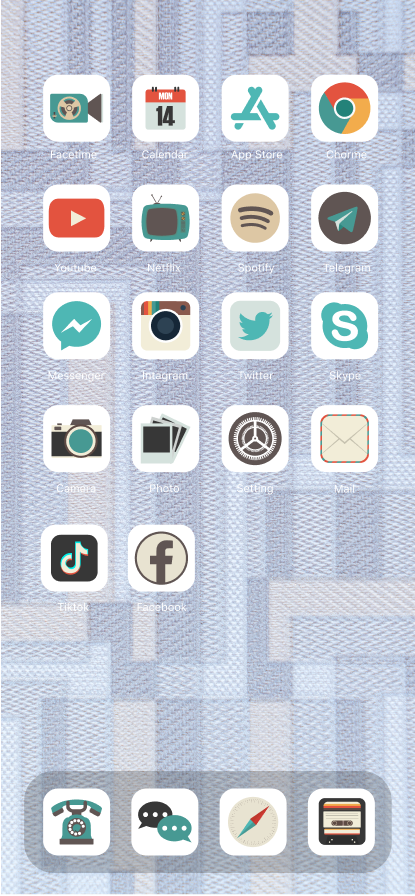 MON
14
Facetime
Calendar
App Store
Chorme
Youtube
Netflix
Spotify
Telegram
S
Messenger
Intagram
Twitter
Skype
Camera
Photo
Setting
Mail
Tiktok
Facebook